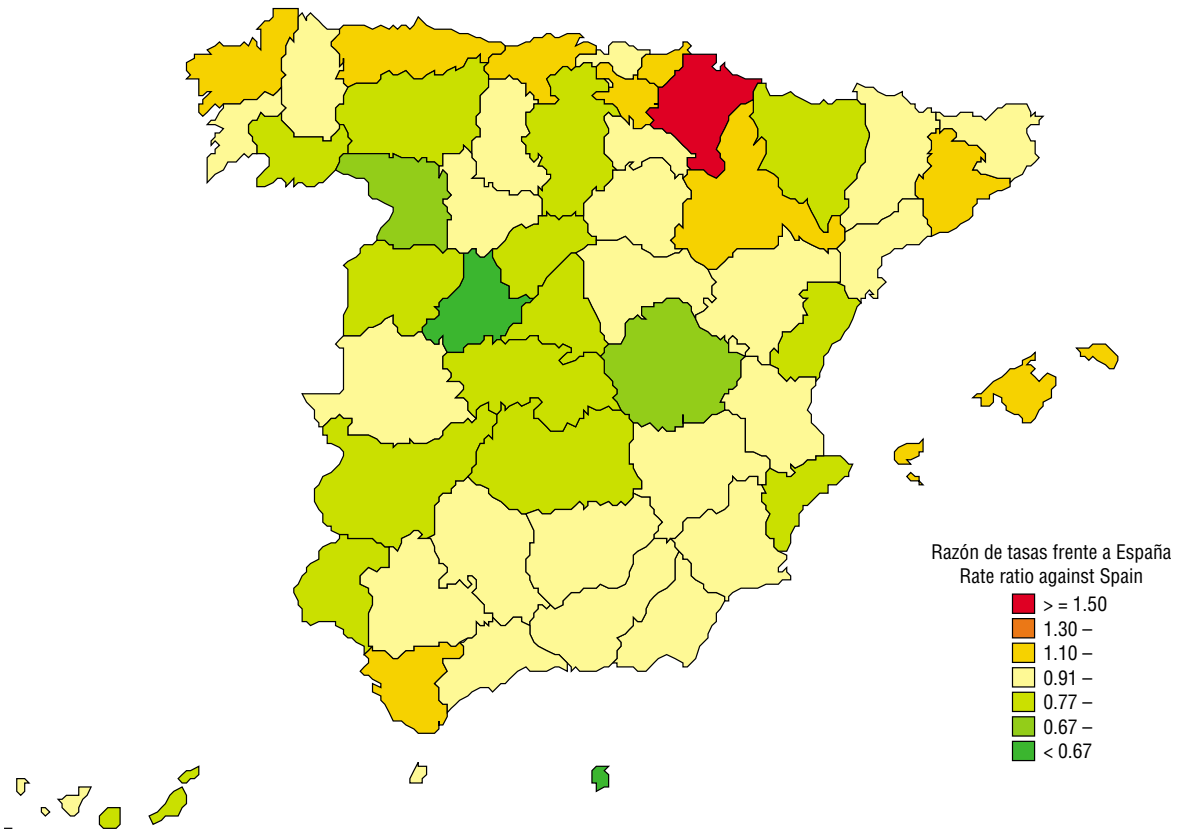 Razón de tasas frente a España
Rate ratio against Spain
> = 1.50
1.30 –
1.10 –
0.91 –
0.77 –
0.67 –
< 0.67